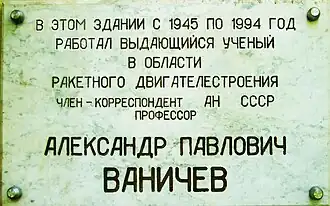 В ЭТОМ ЗДАНИИ С 1945 ПО 1994 ГОД
РАБОТАЛ ВЫДАЮЩИЙСЯ УЧЕНЫЙ
В ОБЛАСТИ
РАКЕТНОГО ДВИГАТЕЛЕСТРОЕНИЯ
ЧЛЕН - КОРРЕСПОНДЕНТ АН СССР
ПРОФЕССОР
АЛЕКСАНДР ПАВЛОВИЧ
ВАНИЧЕВ